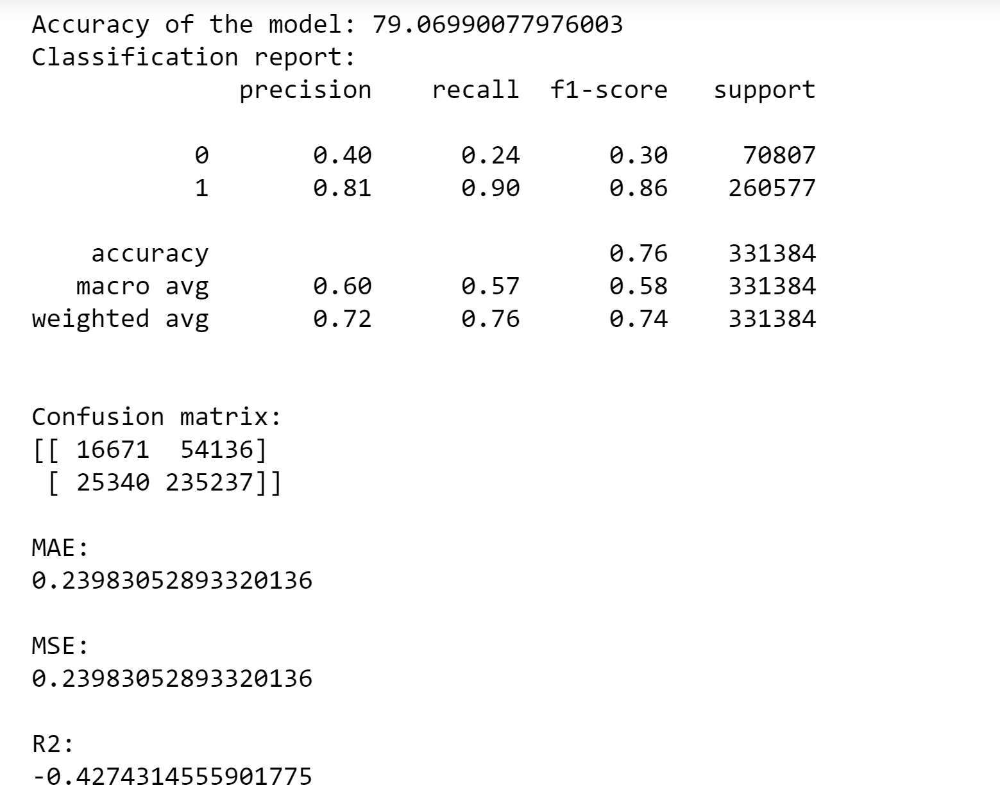 Accuracy of the model: 79.06990077976003
Classification report:
precision recall f1-score support
0 0.40 0.24 0.30 70807
1 0.81 0.90 0.86 260577
accuracy 0.76 331384
macro avg 0.60 0.57 0.58 331384
weighted avg 0.72 0.76 0.74 331384
Confusion matrix:
[[ 16671 54136]
[ 25340 235237]]
MAE:
0.23983052893320136
MSE:
0.23983052893320136
R2:
-0.4274314555901775